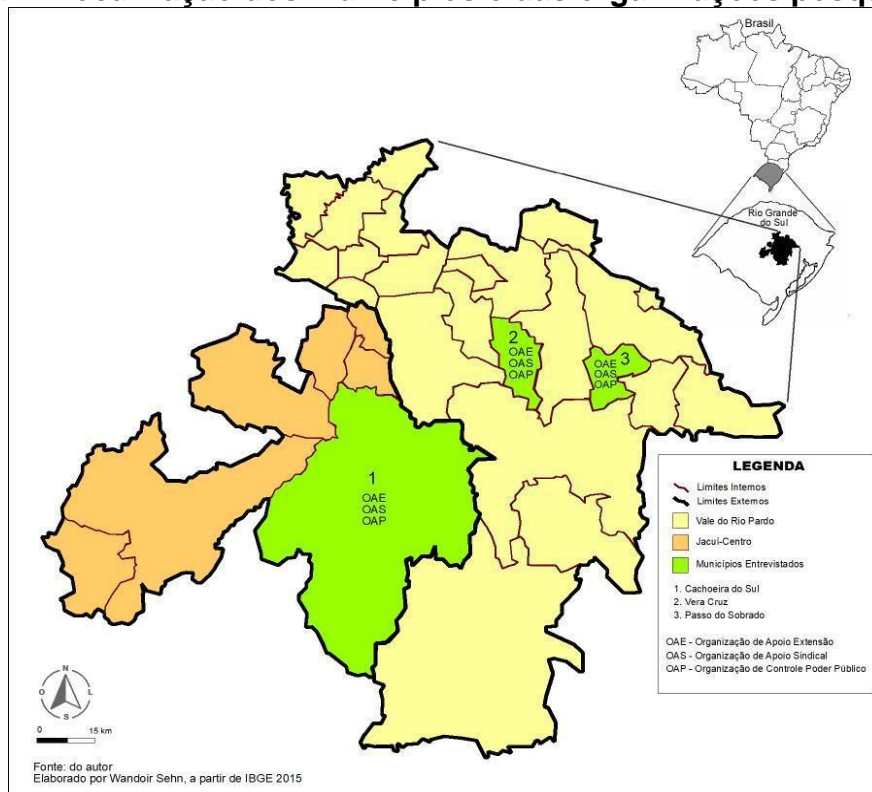 Brasil
Rio Grande
do Sul
2
OAE
OAS
OAP
3
OAE
OAS
OAP
1
OAE
OAS
OAP
LEGENDA
Limites Internos
Limites Externos
Vale do Rio Pardo
Jacuí-Centro
Municípios Entrevistados
1. Cachoeira do Sul
2. Vera Cruz
3. Passo do Sobrado
OAE - Organização de Apoio Extensão
OAS - Organização de Apoio Sindical
OAP - Organização de Controle Poder Público
N
O L
S
0 15 km
Fonte: do autor
Elaborado por Wandoir Sehn, a partir de IBGE 2015